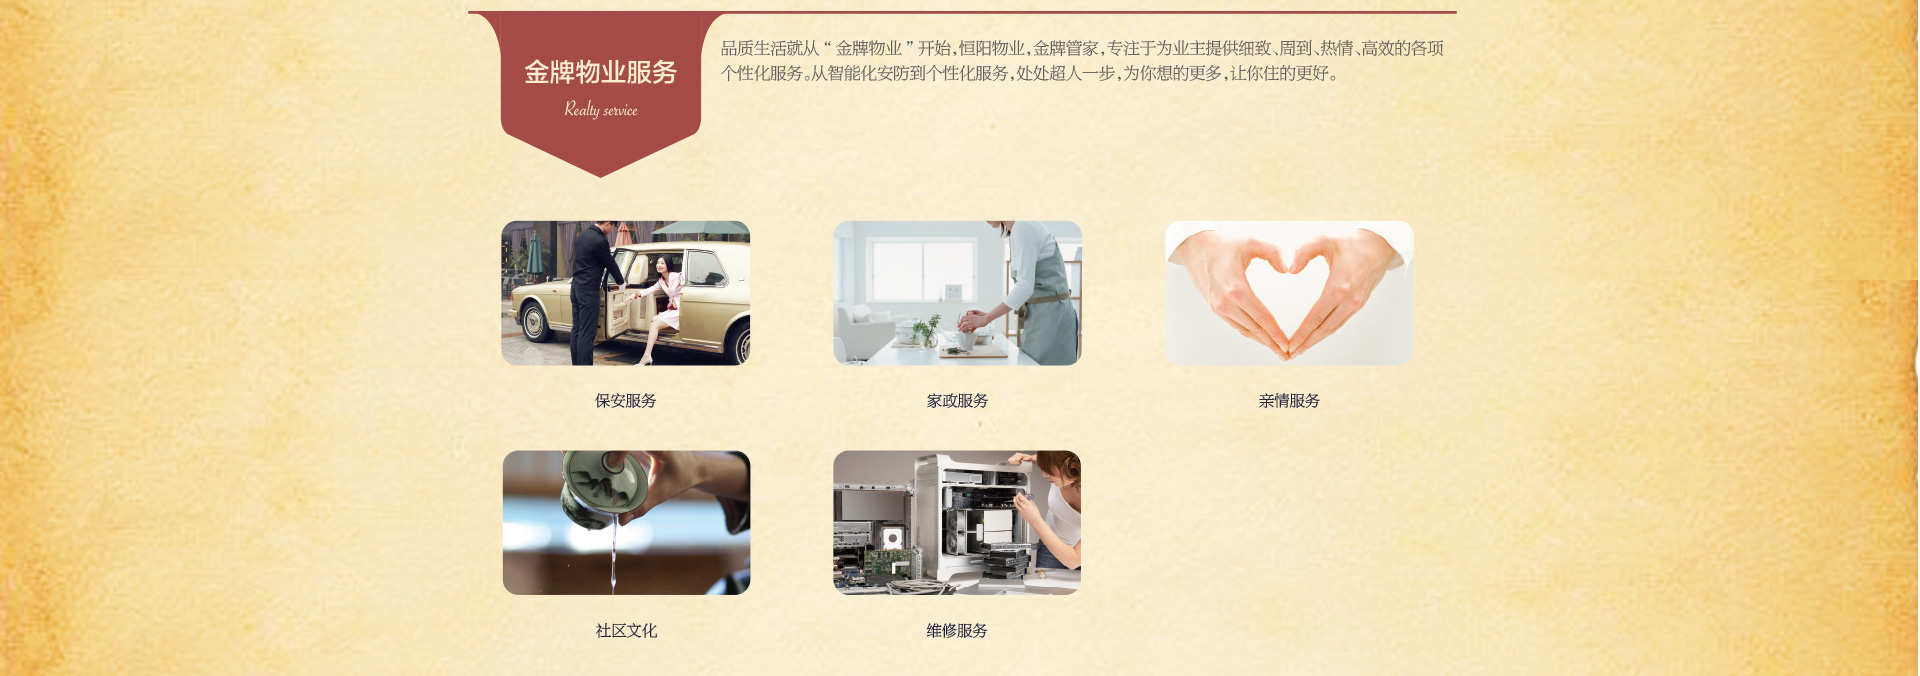 金牌物业服务
Realty service
品质生活就从“金牌物业”开始,恒阳物业,金牌管家,专注于为业主提供细致、周到、热情、高效的各项
个性化服务。从智能化安防到个性化服务,处处超人一步,为你想的更多,让你住的更好。
保安服务
家政服务
亲情服务
社区文化
维修服务